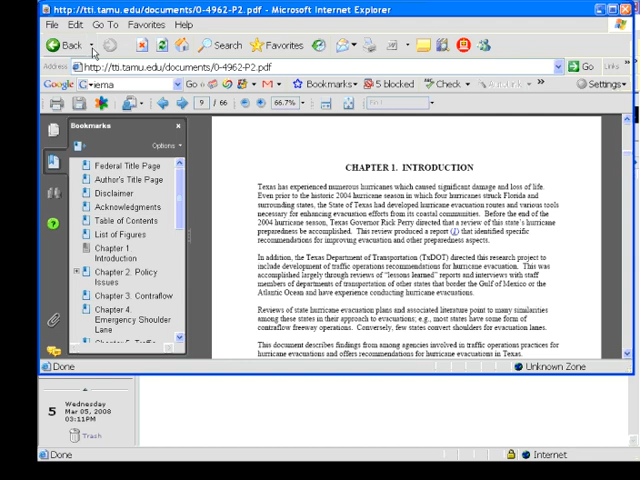 http://tti.tamu.edu/documents/0-4962-P2.pdf - Microsoft Internet Explorer
File Edit Go To Favorites Help
Back Search Favorites
Address http://tti.tamu.edu/documents/0-4962-P2.pdf Go Links
Google iema Go Bookmarks 5 blocked Check Settings
9 / 66 66.7% Find
Bookmarks
Options
Federal Title Page
Author's Title Page
Disclaimer
Acknowledgments
Table of Contents
List of Figures
Chapter 1
Introduction
Chapter 2. Policy
Issues
Chapter 3. Contraflow
Chapter 4.
Emergency Shoulder
Lane
CHAPTER 1. INTRODUCTION
Texas has experienced numerous hurricanes which caused significant damage and loss of life.
Even prior to the historic 2004 hurricane season in which four hurricanes struck Florida and
surrounding states, the State of Texas had developed hurricane evacuation routes and various tools
necessary for enhancing evacuation efforts from its coastal communities. Before the end of the
2004 hurricane season, Texas Governor Rick Perry directed that a review of this state's hurricane
preparedness be accomplished. This review produced a report (1) that identified specific
recommendations for improving evacuation and other preparedness aspects.
In addition, the Texas Department of Transportation (TxDOT) directed this research project to
include development of traffic operations recommendations for hurricane evacuation. This was
accomplished largely through reviews of "lessons learned" reports and interviews with staff
members of departments of transportation of other states that border the Gulf of Mexico or the
Atlantic Ocean and have experience conducting hurricane evacuations.
Reviews of state hurricane evacuation plans and associated literature point to many similarities
among these states in their approach to evacuations; e.g., most states have some form of
contraflow freeway operations. Conversely, few states convert shoulders for evacuation lanes.
This document describes findings from among agencies involved in traffic operations practices for
hurricane evacuations and offers recommendations for hurricane evacuations in Texas.
Done Unknown Zone
5 Wednesday
Mar 05, 2008
03:11PM
Trash
Done Internet